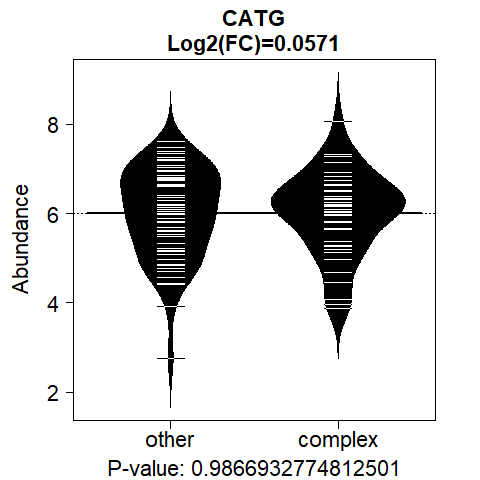 CATG
Log2(FC)=0.0571
Abundance
8
6
4
2
other complex
P-value: 0.9866932774812501